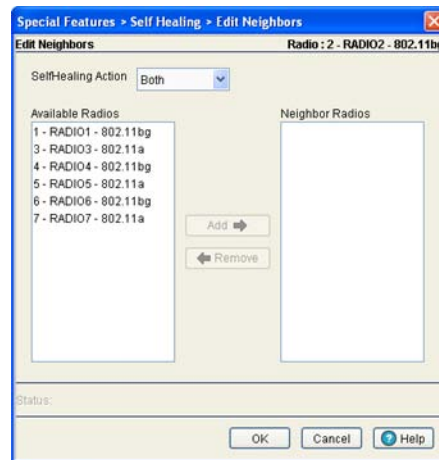 Special Features > Self Healing > Edit Neighbors
Edit Neighbors
Radio : 2 - RADIO2 - 802.11bg
SelfHealing Action
Both
Available Radios
Neighbor Radios
1 - RADIO1 - 802.11bg
3 - RADIO3 - 802.11a
4 - RADIO4 - 802.11bg
5 - RADIO5 - 802.11a
6 - RADIO6 - 802.11bg
7 - RADIO7 - 802.11a
Add
Remove
Status:
OK
Cancel
? Help